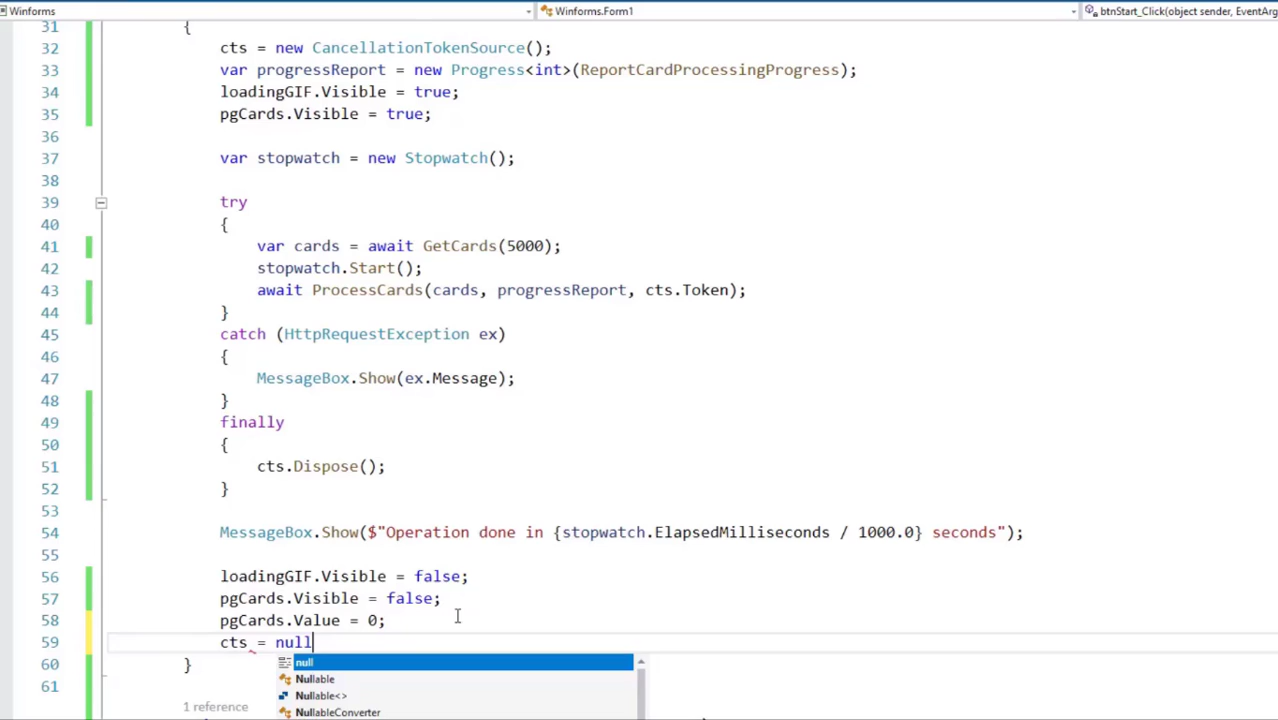 Winforms Winforms.Form1 btnStart_Click(object sender, EventArg
31 {
32 cts = new CancellationTokenSource();
33 var progressReport = new Progress<int>(ReportCardProcessingProgress);
34 loadingGIF.Visible = true;
35 pgCards.Visible = true;
36
37 var stopwatch = new Stopwatch();
38
39 try
40 {
41 var cards = await GetCards(5000);
42 stopwatch.Start();
43 await ProcessCards(cards, progressReport, cts.Token);
44 }
45 catch (HttpRequestException ex)
46 {
47 MessageBox.Show(ex.Message);
48 }
49 finally
50 {
51 cts.Dispose();
52 }
53
54 MessageBox.Show($"Operation done in {stopwatch.ElapsedMilliseconds / 1000.0} seconds");
55
56 loadingGIF.Visible = false;
57 pgCards.Visible = false;
58 pgCards.Value = 0;
59 cts = null
null
60 }
Nullable
61
Nullable<>
1 reference
NullableConverter